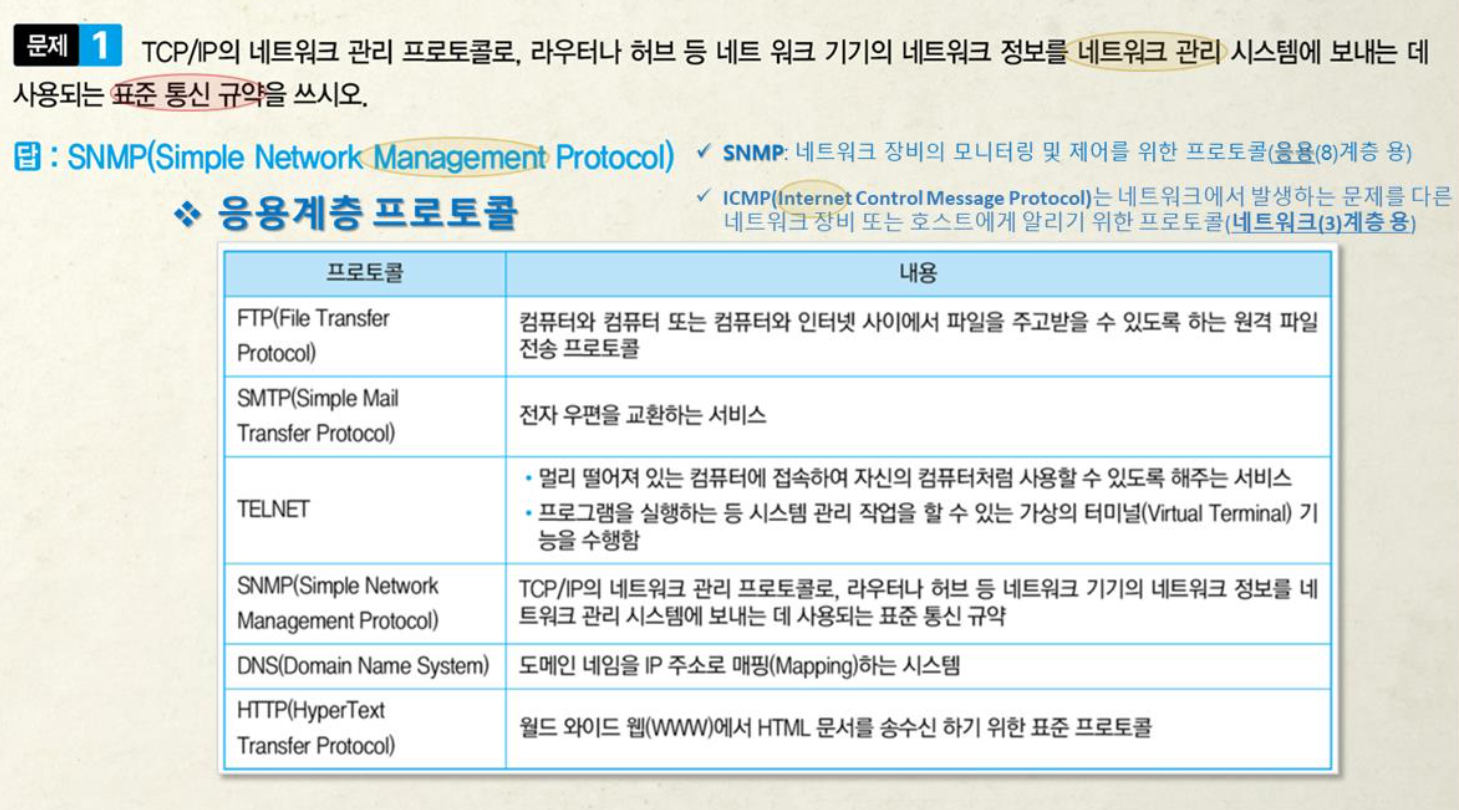 문제 1 TCP/IP의 네트워크 관리 프로토콜로, 라우터나 허브 등 네트 워크 기기의 네트워크 정보를 네트워크 관리 시스템에 보내는 데
사용되는 표준 통신 규약을 쓰시오.
답 : SNMP(Simple Network Management Protocol)
✓ SNMP: 네트워크 장비의 모니터링 및 제어를 위한 프로토콜(응용(8)계층 용)
✓ ICMP(Internet Control Message Protocol)는 네트워크에서 발생하는 문제를 다른
네트워크 장비 또는 호스트에게 알리기 위한 프로토콜(네트워크(3)계층 용)
❖ 응용계층 프로토콜
프로토콜 내용
FTP(File Transfer
Protocol)
컴퓨터와 컴퓨터 또는 컴퓨터와 인터넷 사이에서 파일을 주고받을 수 있도록 하는 원격 파일
전송 프로토콜
SMTP(Simple Mail
Transfer Protocol)
전자 우편을 교환하는 서비스
TELNET
• 멀리 떨어져 있는 컴퓨터에 접속하여 자신의 컴퓨터처럼 사용할 수 있도록 해주는 서비스
• 프로그램을 실행하는 등 시스템 관리 작업을 할 수 있는 가상의 터미널(Virtual Terminal) 기
능을 수행함
SNMP(Simple Network
Management Protocol)
TCP/IP의 네트워크 관리 프로토콜로, 라우터나 허브 등 네트워크 기기의 네트워크 정보를 네
트워크 관리 시스템에 보내는 데 사용되는 표준 통신 규약
DNS(Domain Name System) 도메인 네임을 IP 주소로 매핑(Mapping)하는 시스템
HTTP(HyperText
Transfer Protocol)
월드 와이드 웹(WWW)에서 HTML 문서를 송수신 하기 위한 표준 프로토콜